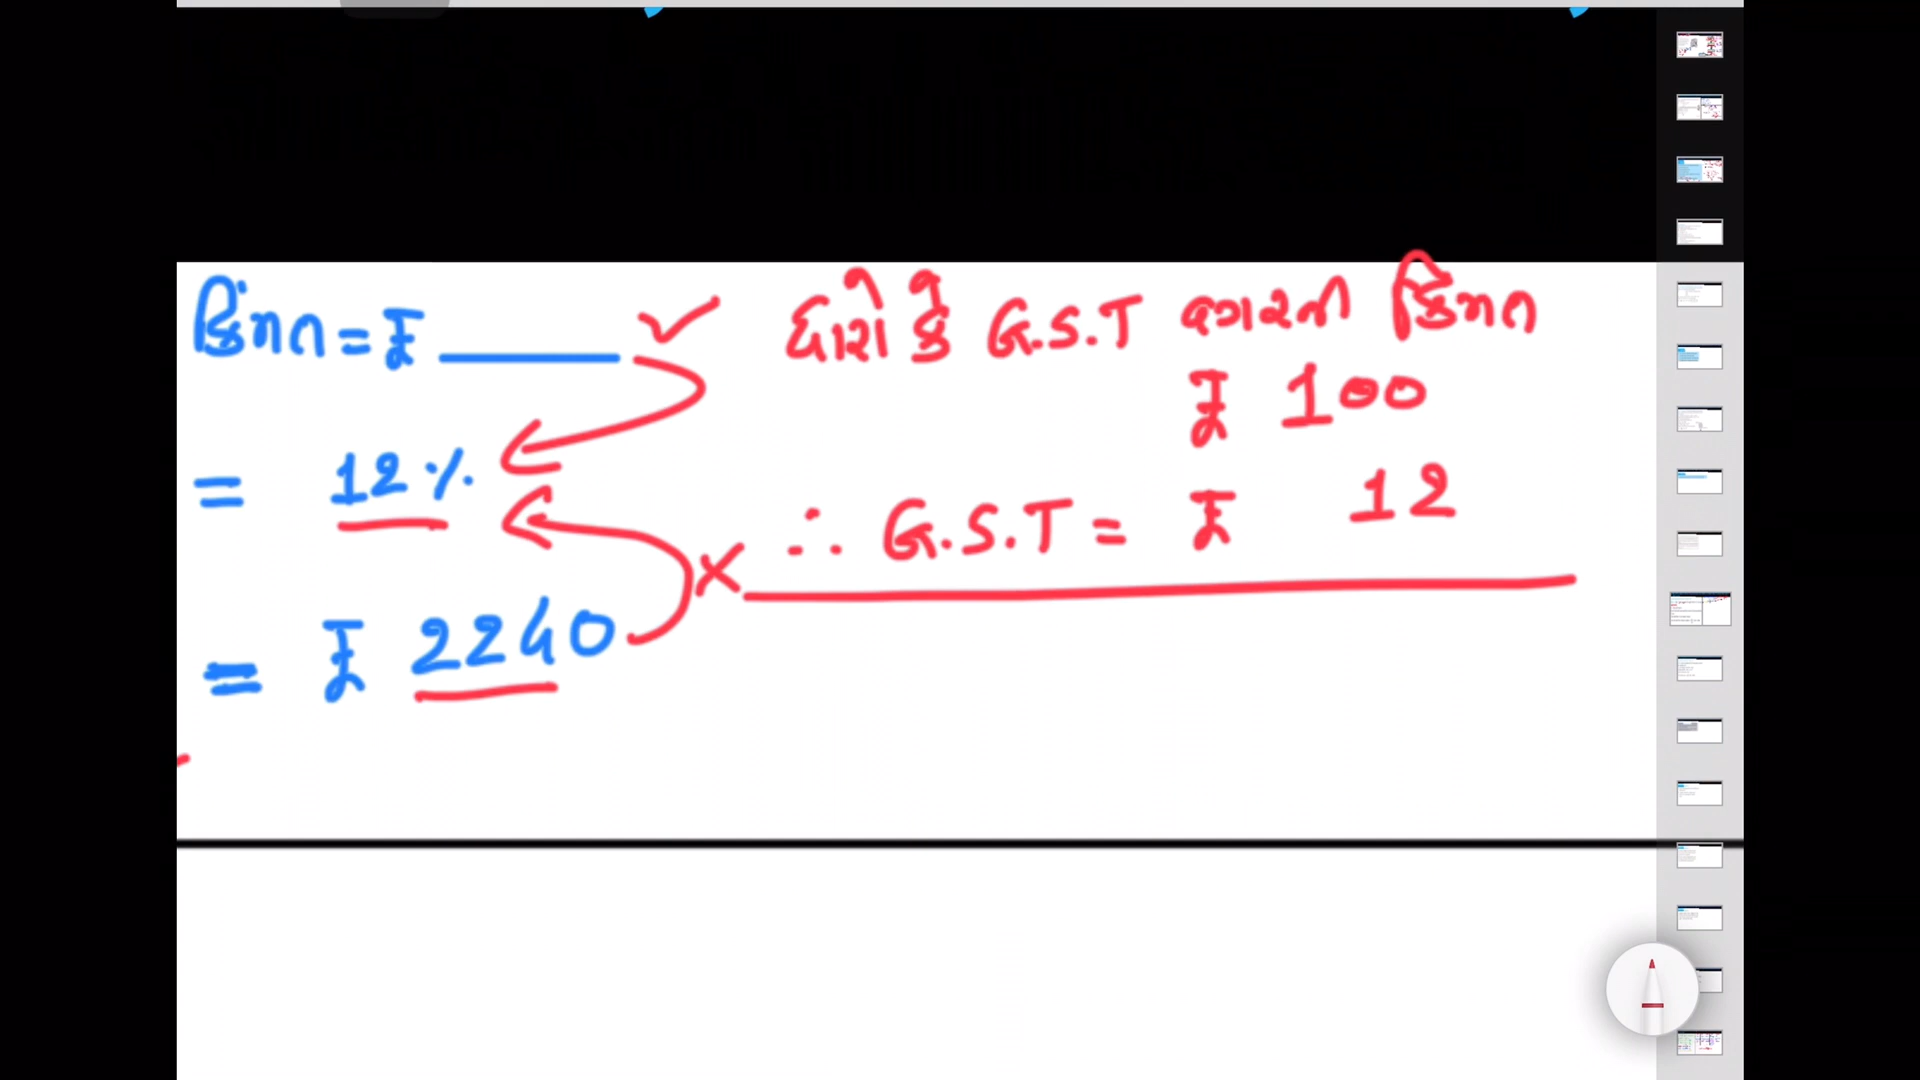 કિંમત = ₹ ______
= 12 %
= ₹ 2240
ધારો કે G.S.T વગરની કિંમત
₹ 100
∴ G.S.T = ₹ 12